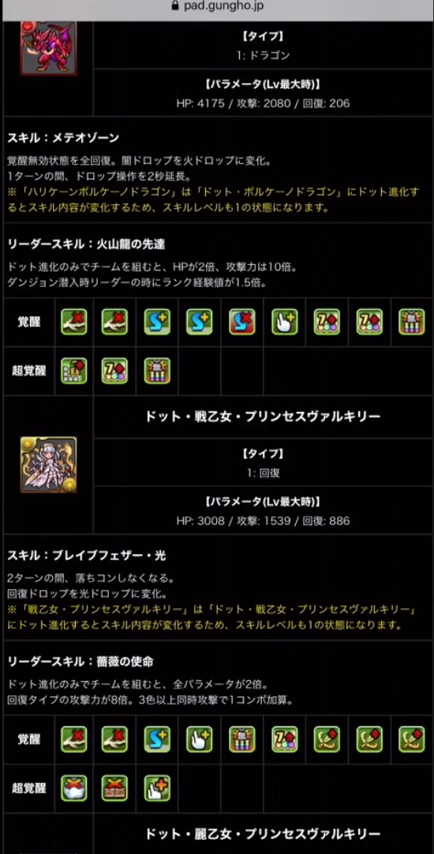 pad.gungho.jp
【タイプ】
1: ドラゴン
【パラメータ(Lv最大時)】
HP: 4175 / 攻撃: 2080 / 回復: 206
スキル：メテオゾーン
覚醒無効状態を全回復。闇ドロップを火ドロップに変化。
1ターンの間、ドロップ操作を2秒延長。
※「ハリケーンボルケーノドラゴン」は「ドット・ボルケーノドラゴン」にドット進化す
るとスキル内容が変化するため、スキルレベルも1の状態になります。
リーダースキル：火山龍の先達
ドット進化のみでチームを組むと、HPが2倍、攻撃力は10倍。
ダンジョン潜入時リーダーの時にランク経験値が1.5倍。
覚醒
超覚醒
ドット・戦乙女・プリンセスヴァルキリー
【タイプ】
1: 回復
【パラメータ(Lv最大時)】
HP: 3008 / 攻撃: 1539 / 回復: 886
スキル：ブレイブフェザー・光
2ターンの間、落ちコンしなくなる。
回復ドロップを光ドロップに変化。
※「戦乙女・プリンセスヴァルキリー」は「ドット・戦乙女・プリンセスヴァルキリー」
にドット進化するとスキル内容が変化するため、スキルレベルも1の状態になります。
リーダースキル：薔薇の使命
ドット進化のみでチームを組むと、全パラメータが2倍。
回復タイプの攻撃力が8倍。3色以上同時攻撃で1コンボ加算。
覚醒
超覚醒
ドット・麗乙女・プリンセスヴァルキリー